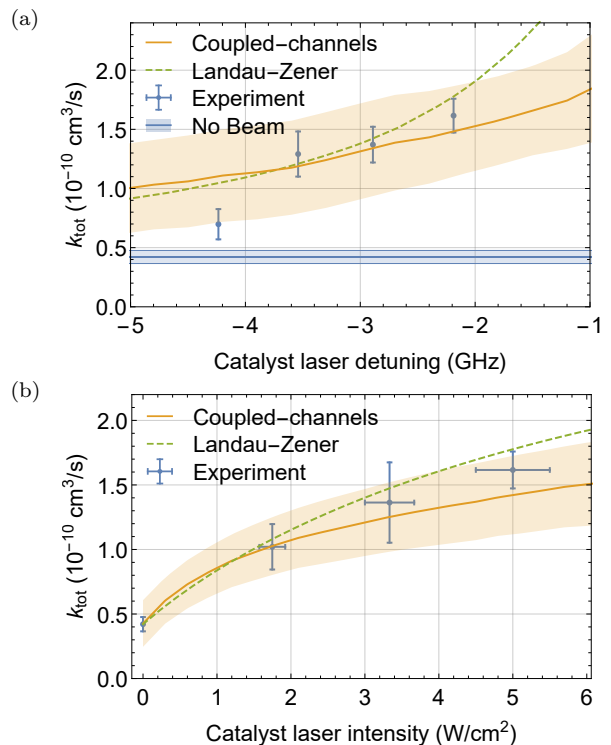 (a)
Coupled−channels
Landau−Zener
Experiment
No Beam
2.0
1.5
1.0
0.5
0.0
k_tot (10^−10 cm^3/s)
−5 −4 −3 −2 −1
Catalyst laser detuning (GHz)
(b)
Coupled−channels
Landau−Zener
Experiment
2.0
1.5
1.0
0.5
0.0
k_tot (10^−10 cm^3/s)
0 1 2 3 4 5 6
Catalyst laser intensity (W/cm^2)